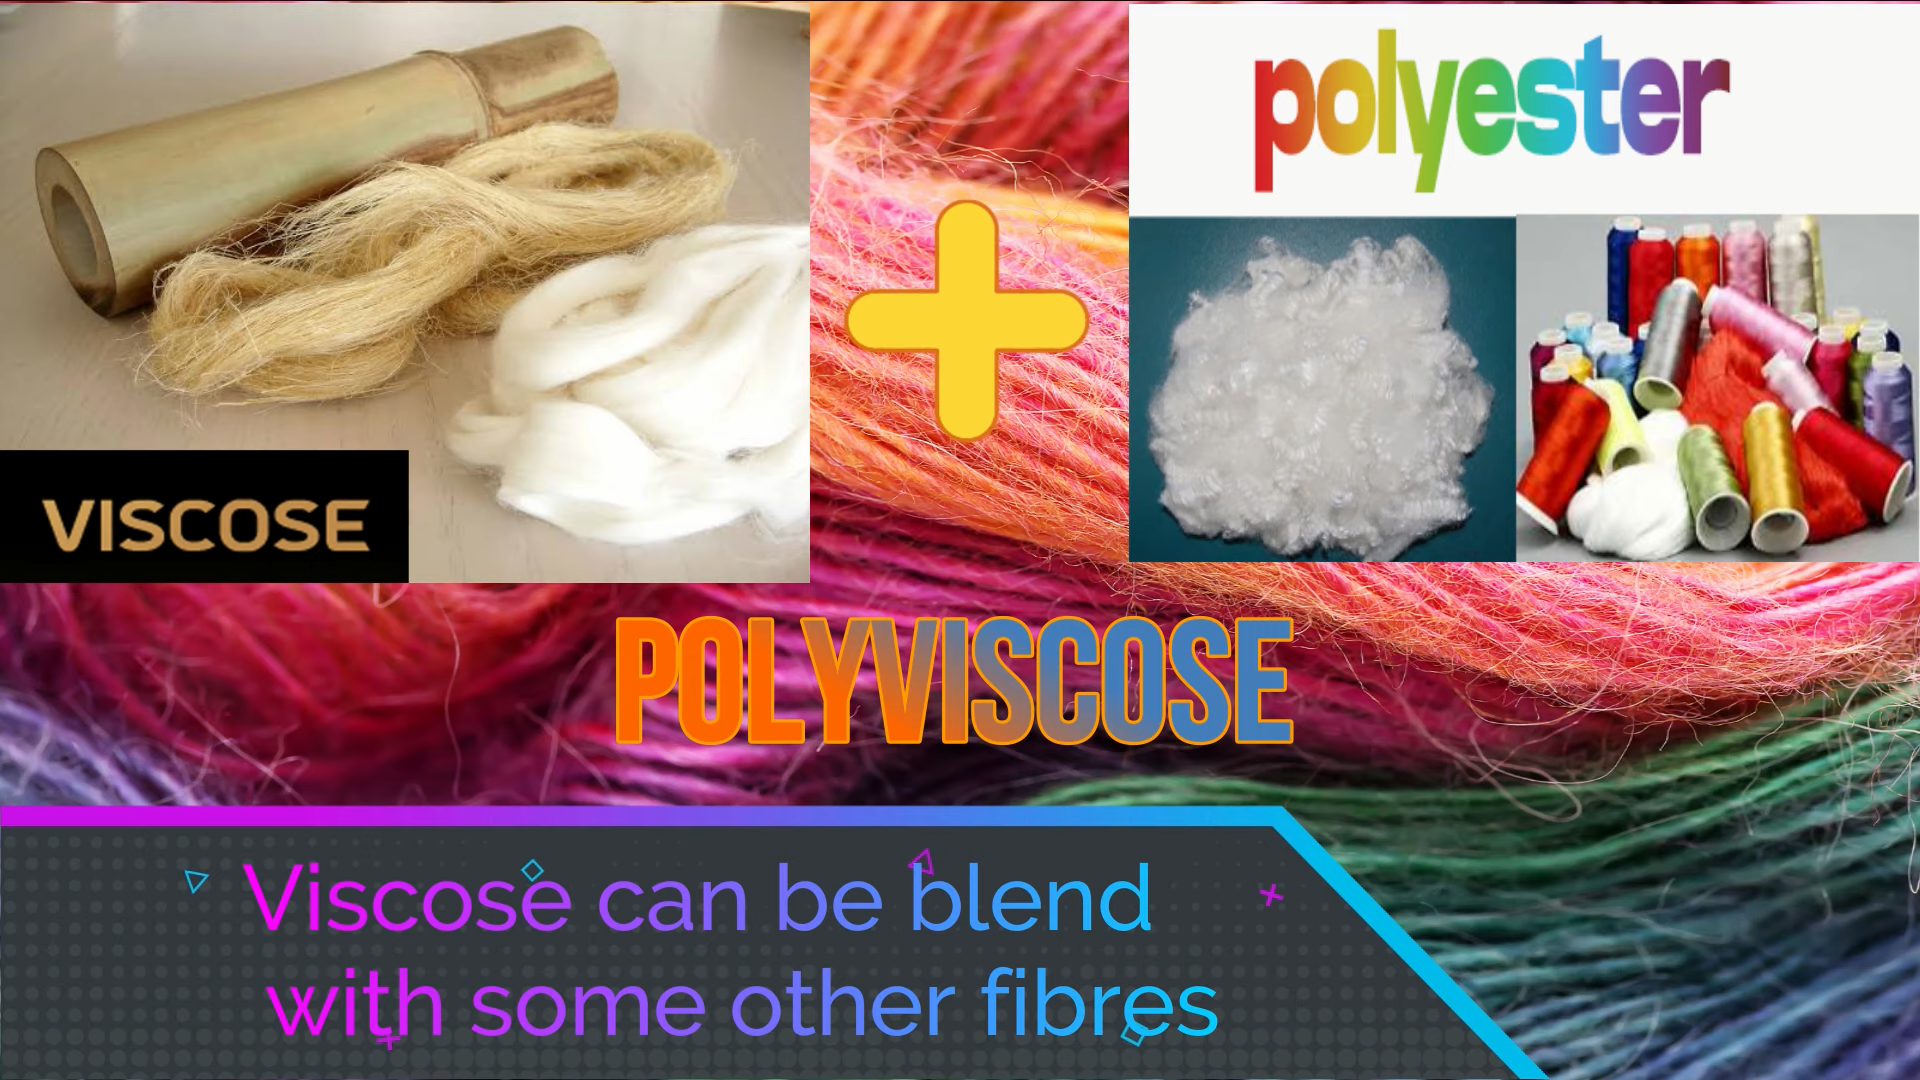 VISCOSE
polyester
POLYVISCOSE
Viscose can be blend
with some other fibres